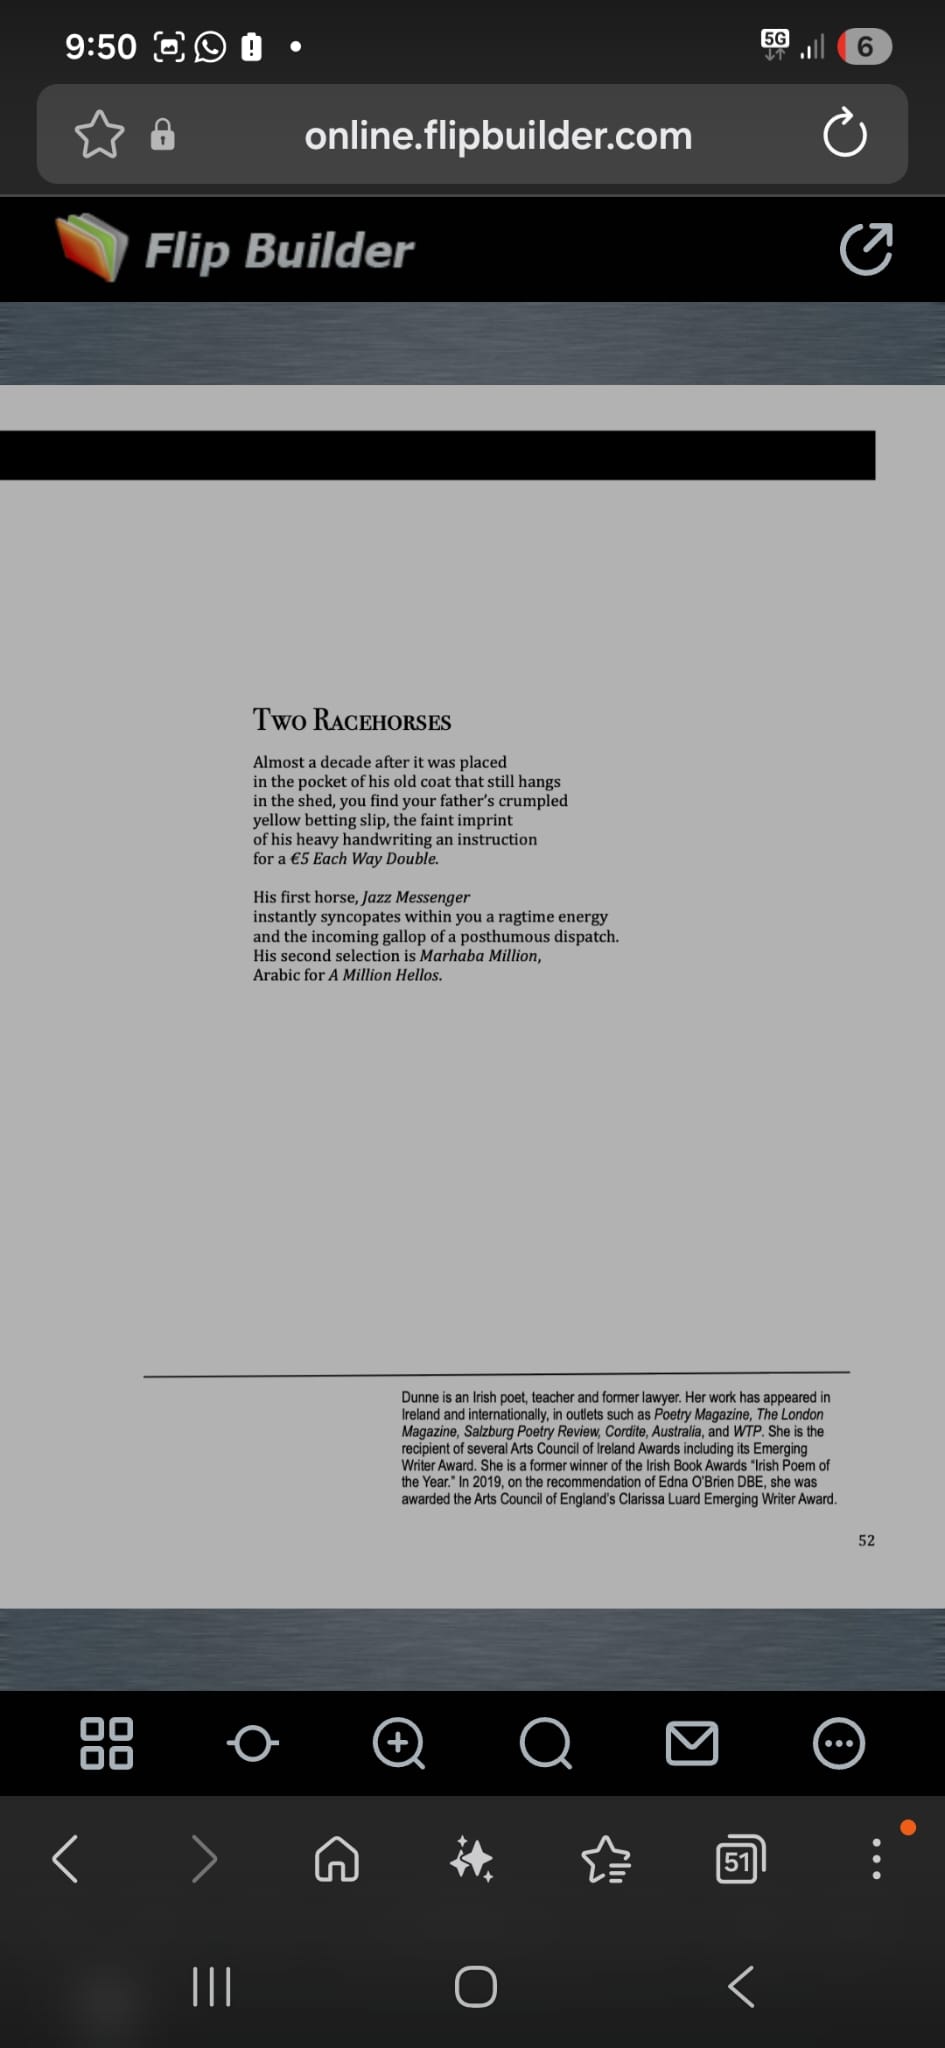 9:50
5G
6
online.flipbuilder.com
Flip Builder
Two Racehorses
Almost a decade after it was placed
in the pocket of his old coat that still hangs
in the shed, you find your father's crumpled
yellow betting slip, the faint imprint
of his heavy handwriting an instruction
for a €5 Each Way Double.
His first horse, Jazz Messenger
instantly syncopates within you a ragtime energy
and the incoming gallop of a posthumous dispatch.
His second selection is Marhaba Million,
Arabic for A Million Hellos.
Dunne is an Irish poet, teacher and former lawyer. Her work has appeared in
Ireland and internationally, in outlets such as Poetry Magazine, The London
Magazine, Salzburg Poetry Review, Cordite, Australia, and WTP. She is the
recipient of several Arts Council of Ireland Awards including its Emerging
Writer Award. She is a former winner of the Irish Book Awards "Irish Poem of
the Year." In 2019, on the recommendation of Edna O'Brien DBE, she was
awarded the Arts Council of England's Clarissa Luard Emerging Writer Award.
52
51